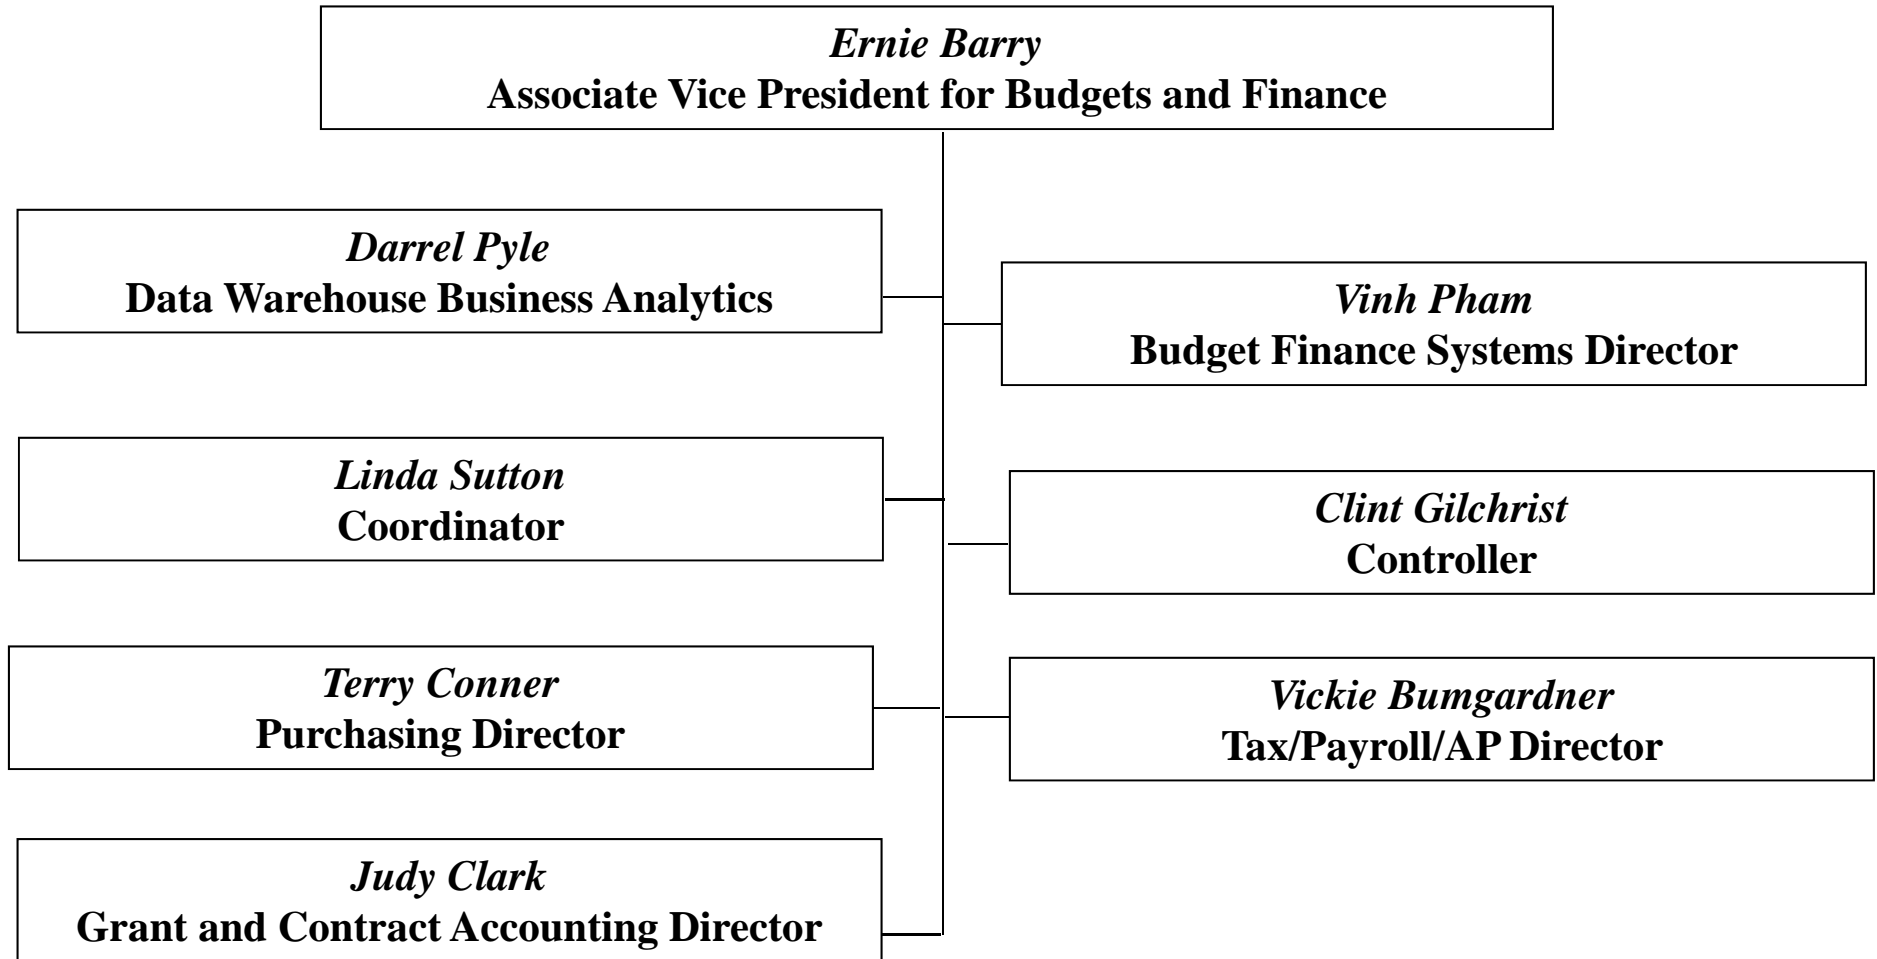 Ernie Barry
Associate Vice President for Budgets and Finance
Darrel Pyle
Data Warehouse Business Analytics
Vinh Pham
Budget Finance Systems Director
Linda Sutton
Coordinator
Clint Gilchrist
Controller
Terry Conner
Purchasing Director
Vickie Bumgardner
Tax/Payroll/AP Director
Judy Clark
Grant and Contract Accounting Director